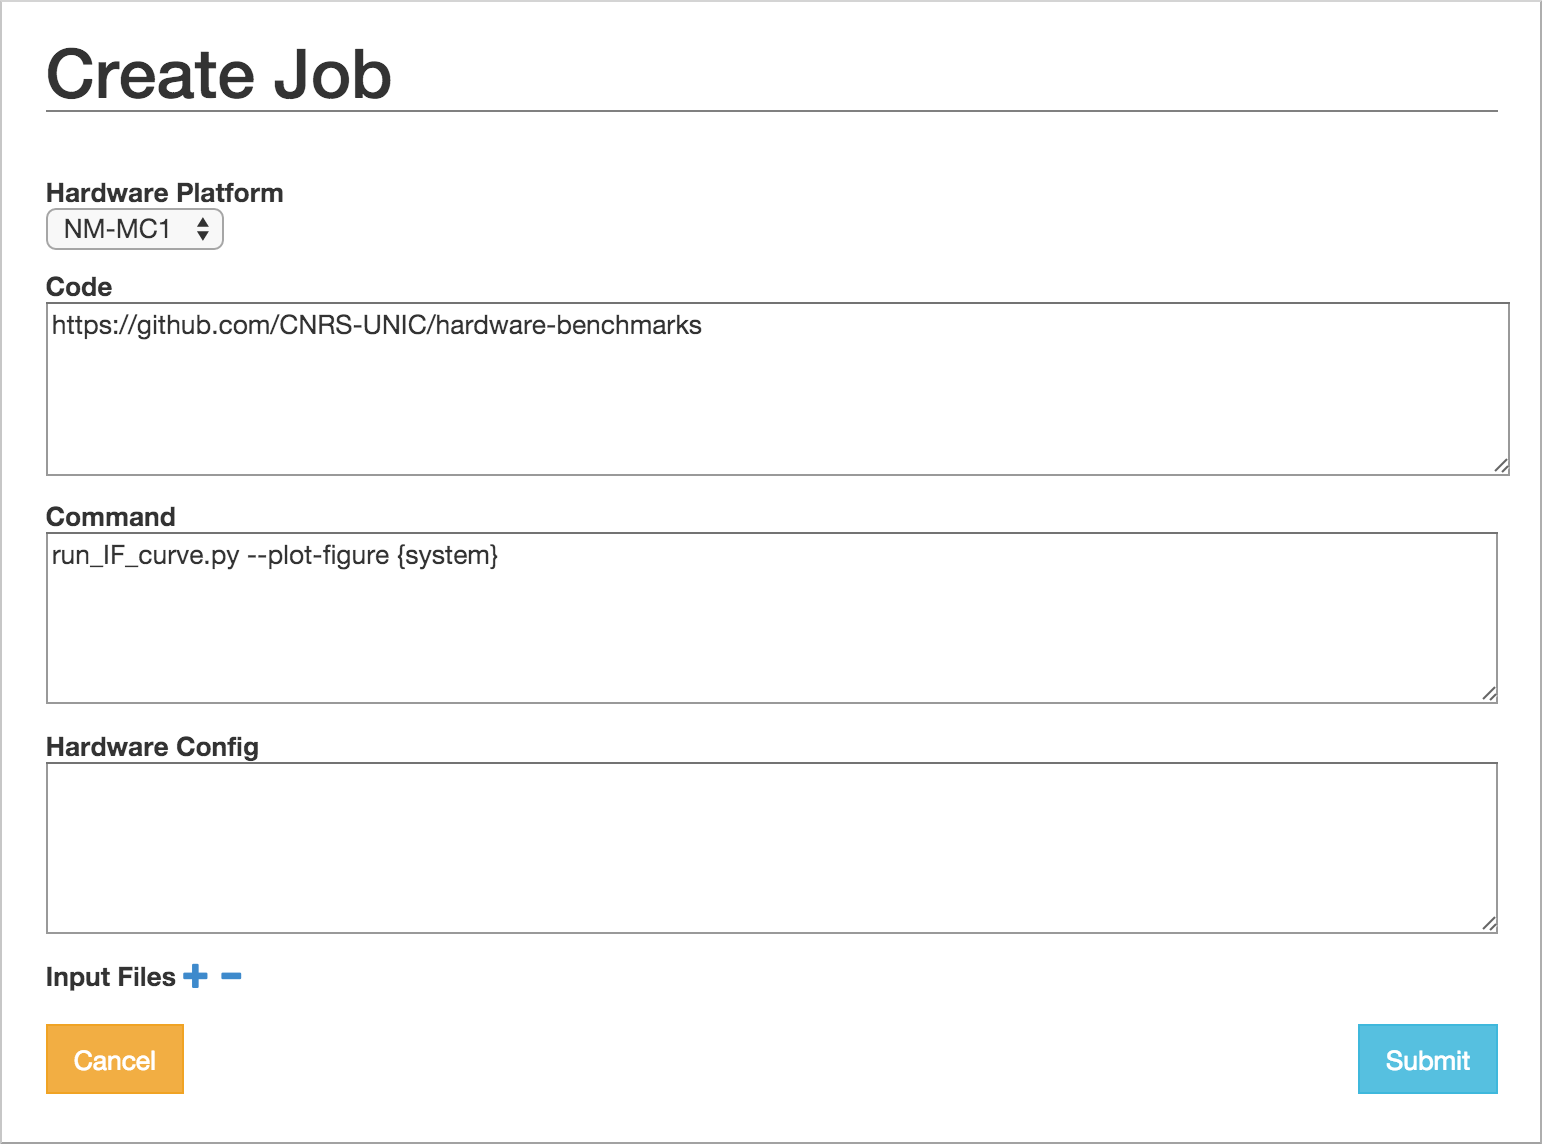 Create Job
Hardware Platform
NM-MC1
Code
https://github.com/CNRS-UNIC/hardware-benchmarks
Command
run_IF_curve.py --plot-figure {system}
Hardware Config
Input Files
Cancel
Submit